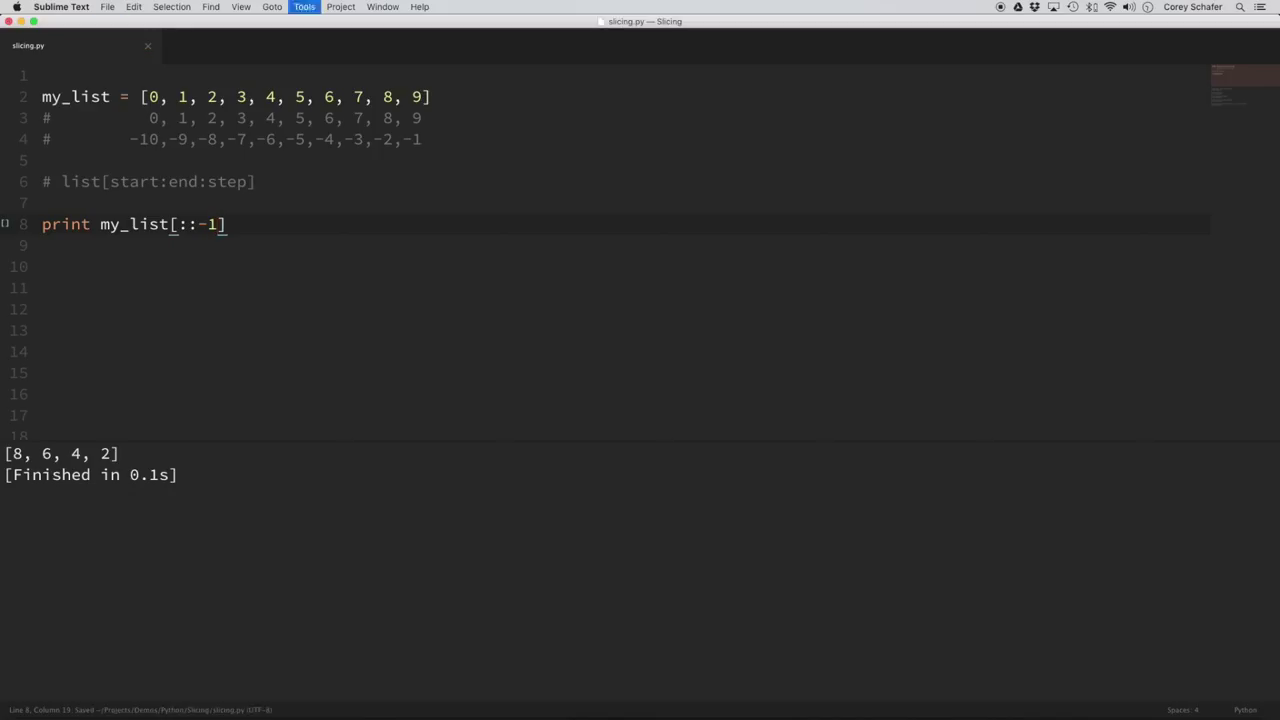 Sublime Text File Edit Selection Find View Goto Tools Project Window Help Corey Schafer
slicing.py — Slicing
slicing.py
1
2 my_list = [0, 1, 2, 3, 4, 5, 6, 7, 8, 9]
3 # 0, 1, 2, 3, 4, 5, 6, 7, 8, 9
4 # -10,-9,-8,-7,-6,-5,-4,-3,-2,-1
5
6 # list[start:end:step]
7
8 print my_list[::-1]
9
10
11
12
13
14
15
16
17
18
[8, 6, 4, 2]
[Finished in 0.1s]
Line 8, Column 19; Saved ~/Projects/Demos/Python/Slicing/slicing.py (UTF-8) Spaces: 4 Python